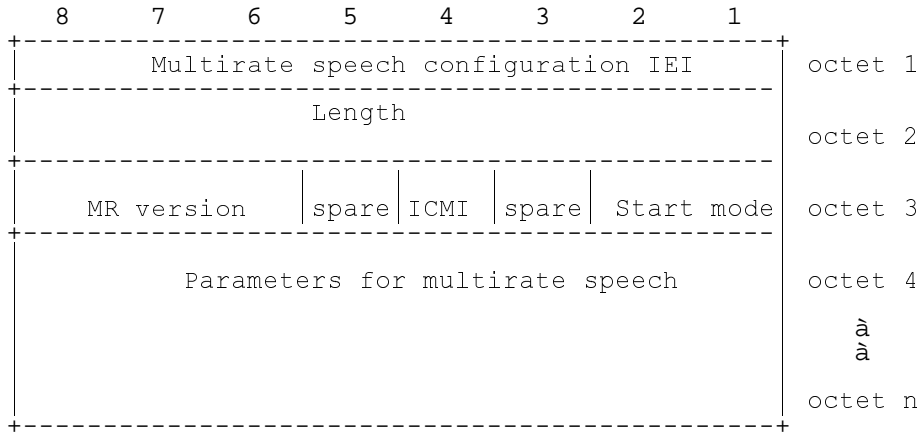 8 7 6 5 4 3 2 1
Multirate speech configuration IEI octet 1
Length
octet 2
MR version spare ICMI spare Start mode octet 3
Parameters for multirate speech octet 4
à
à
octet n